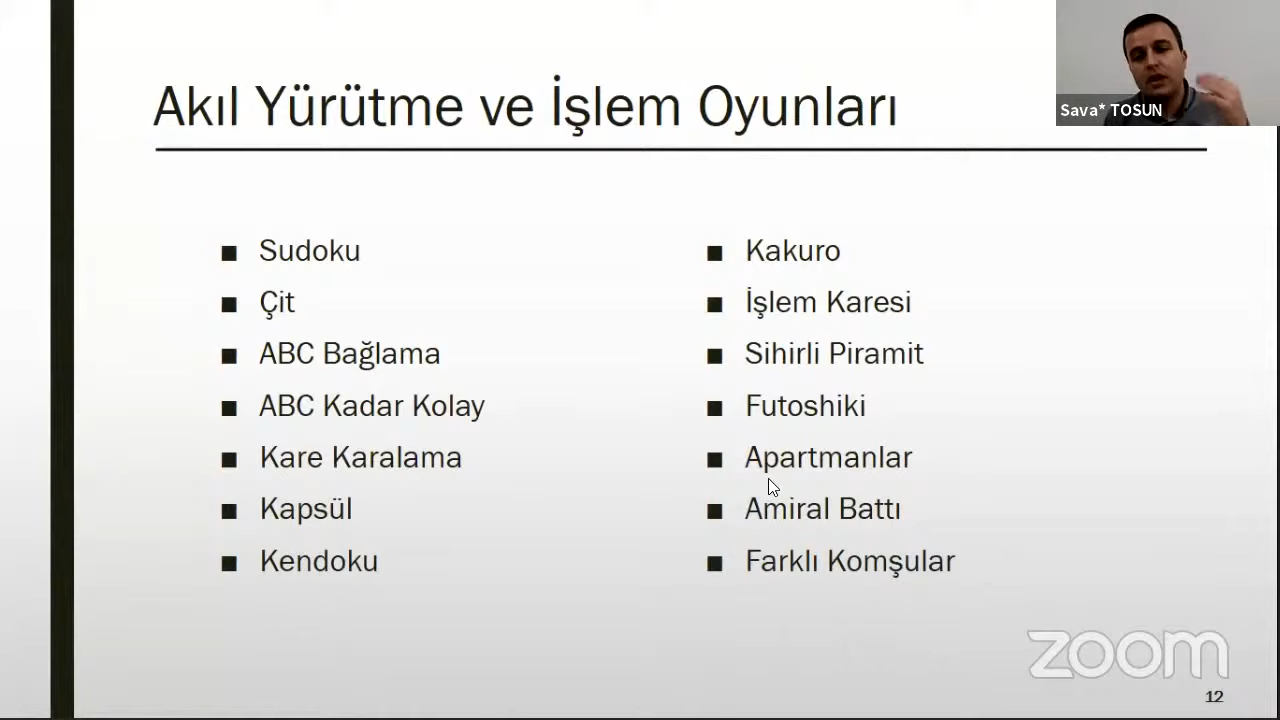 Akıl Yürütme ve İşlem Oyunları
Sava* TOSUN
■ Sudoku
■ Çit
■ ABC Bağlama
■ ABC Kadar Kolay
■ Kare Karalama
■ Kapsül
■ Kendoku
■ Kakuro
■ İşlem Karesi
■ Sihirli Piramit
■ Futoshiki
■ Apartmanlar
■ Amiral Battı
■ Farklı Komşular
zoom
12